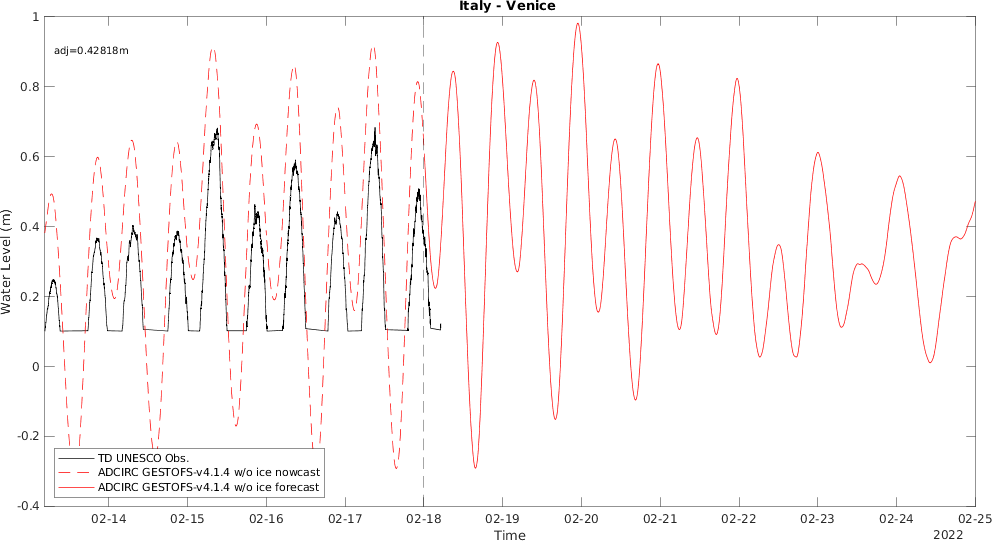 Italy - Venice
adj=0.42818m
Water Level (m)
1
0.8
0.6
0.4
0.2
0
-0.2
-0.4
TD UNESCO Obs.
ADCIRC GESTOFS-v4.1.4 w/o ice nowcast
ADCIRC GESTOFS-v4.1.4 w/o ice forecast
02-14 02-15 02-16 02-17 02-18 02-19 02-20 02-21 02-22 02-23 02-24 02-25
Time
2022